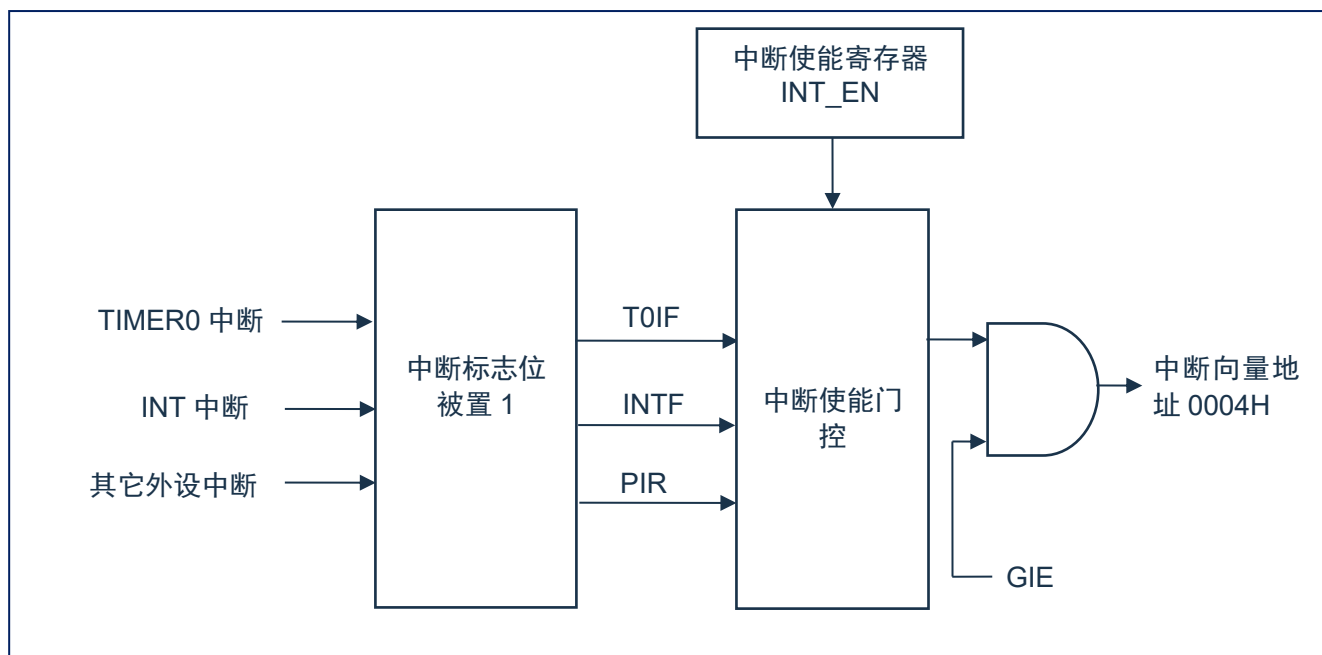 中断使能寄存器
INT_EN
TIMER0 中断
INT 中断
其它外设中断
中断标志位
被置 1
T0IF
INTF
PIR
中断使能门
控
中断向量地
址 0004H
GIE